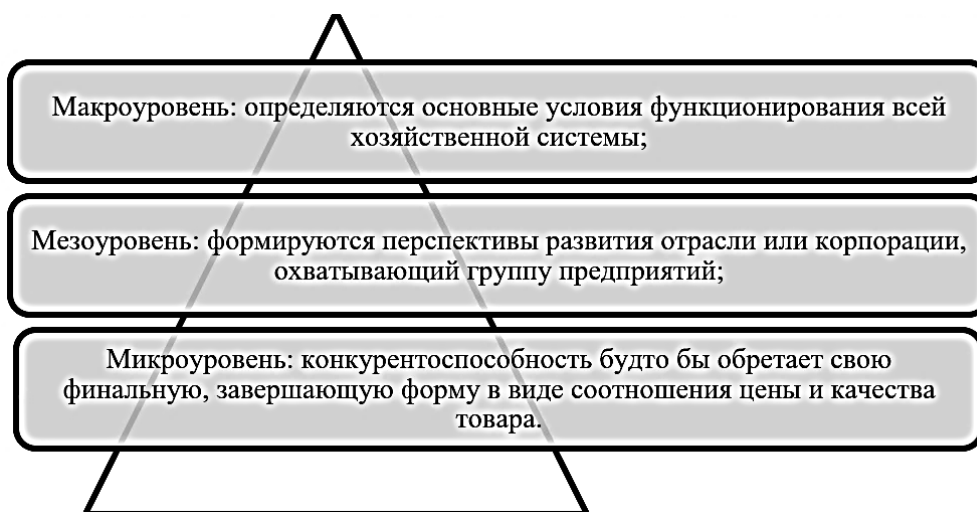 Макроуровень: определяются основные условия функционирования всей
хозяйственной системы;
Мезоуровень: формируются перспективы развития отрасли или корпорации,
охватывающий группу предприятий;
Микроуровень: конкурентоспособность будто бы обретает свою
финальную, завершающую форму в виде соотношения цены и качества
товара.